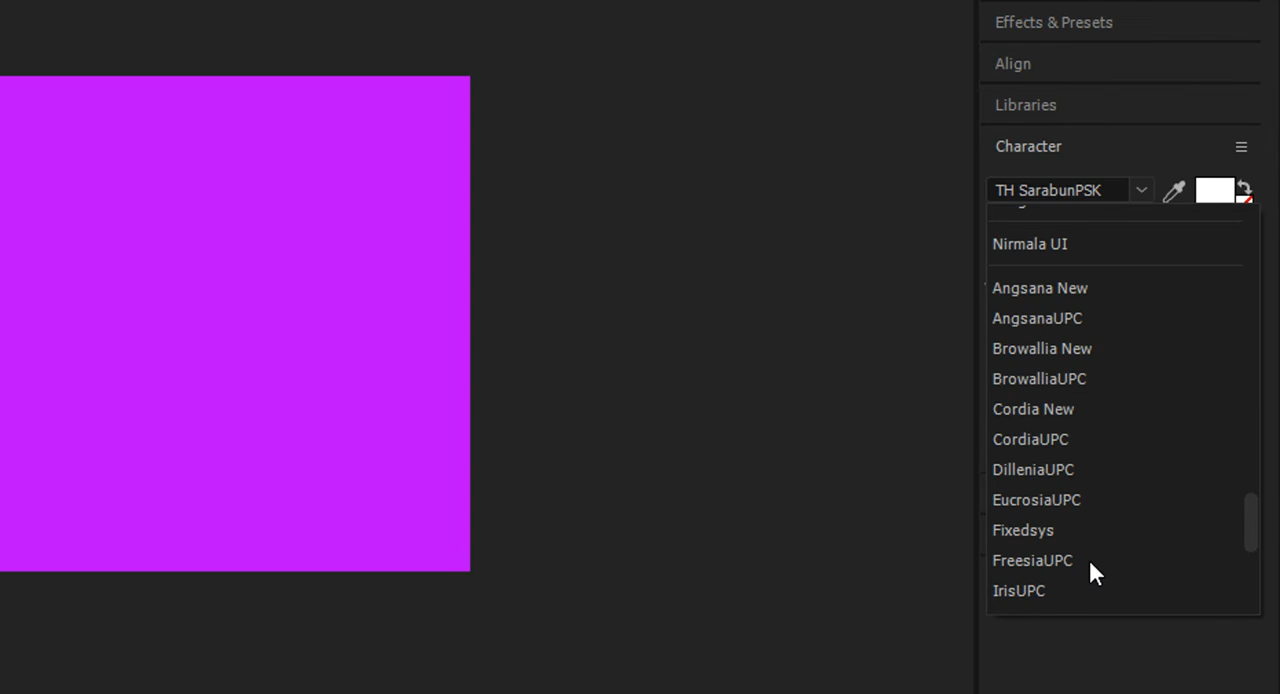 Effects & Presets
Align
Libraries
Character
TH SarabunPSK
Nirmala UI
Angsana New
AngsanaUPC
Browallia New
BrowalliaUPC
Cordia New
CordiaUPC
DilleniaUPC
EucrosiaUPC
Fixedsys
FreesiaUPC
IrisUPC